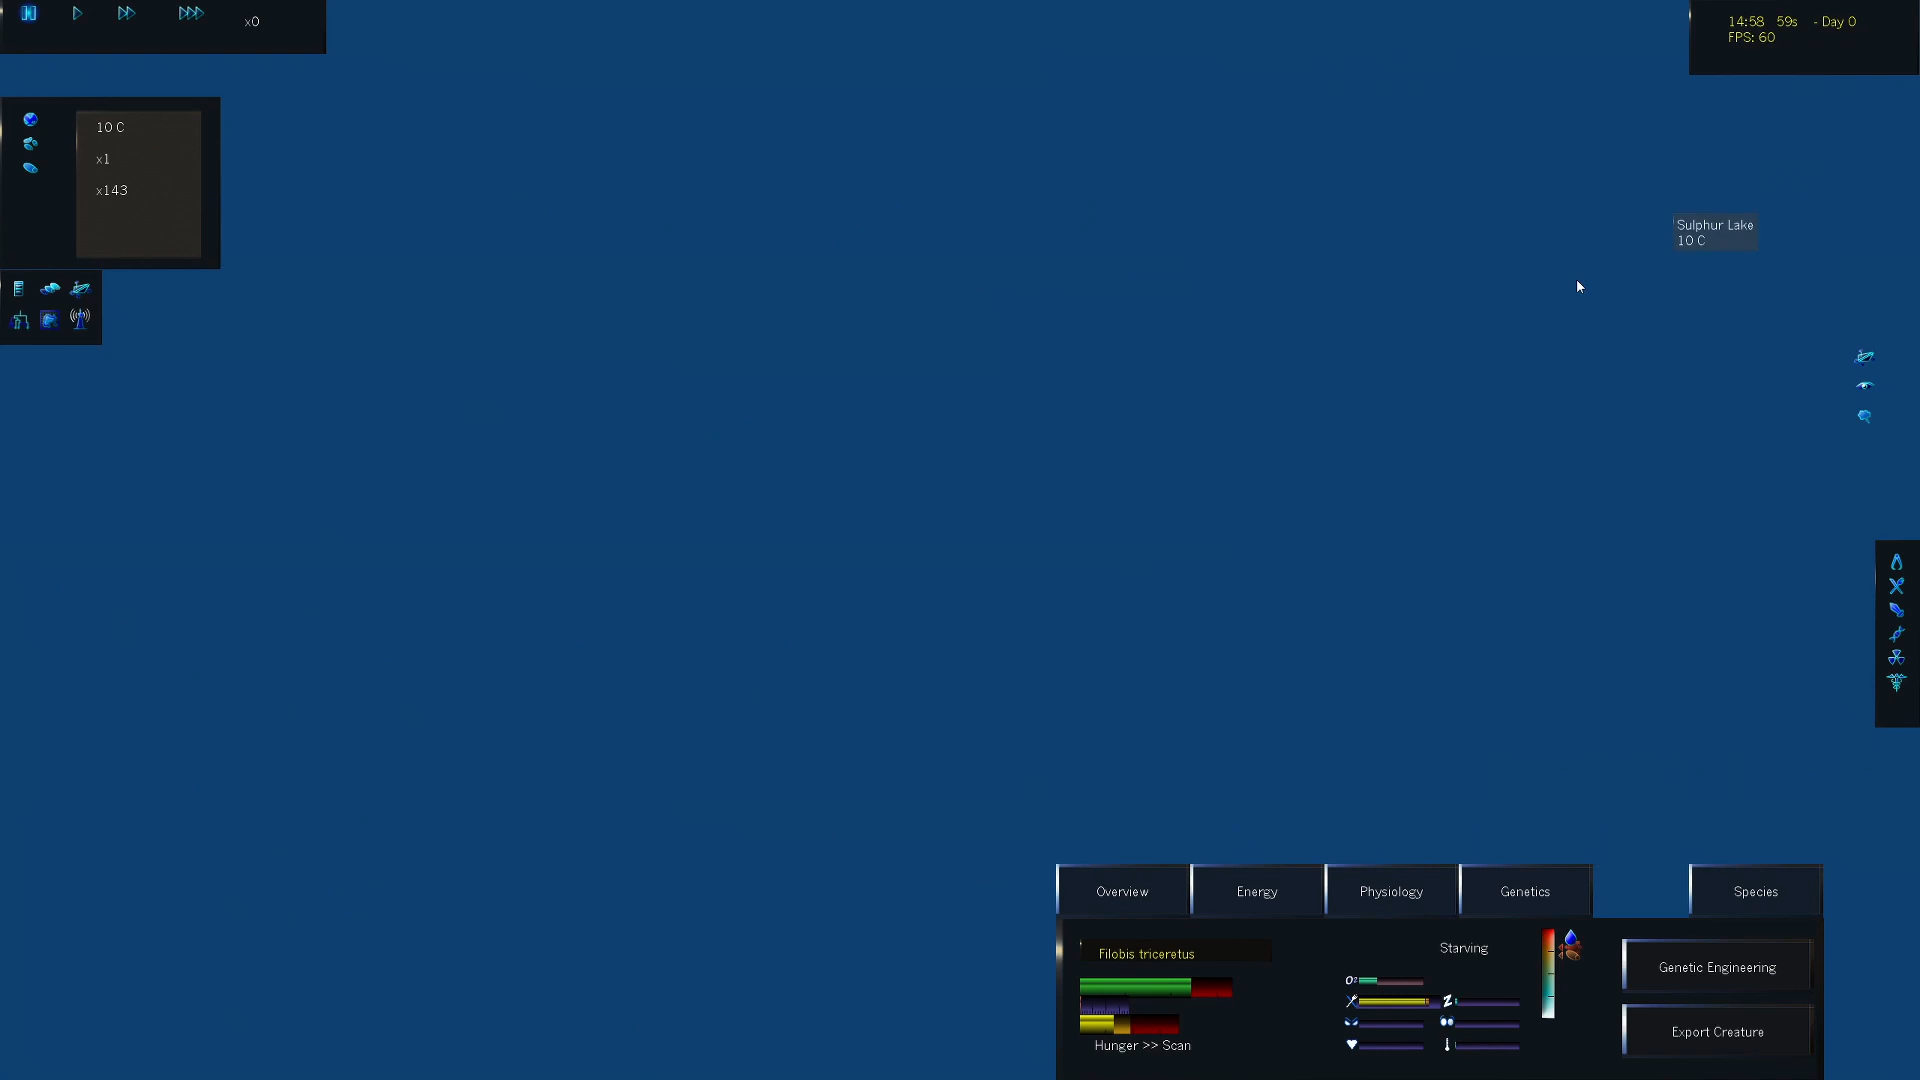 x0
14:58 59s - Day 0
FPS: 60
10 C
x1
x143
Sulphur Lake
10 C
Overview
Energy
Physiology
Genetics
Species
Filobis triceretus
Starving
O2
Z
Hunger >> Scan
Genetic Engineering
Export Creature